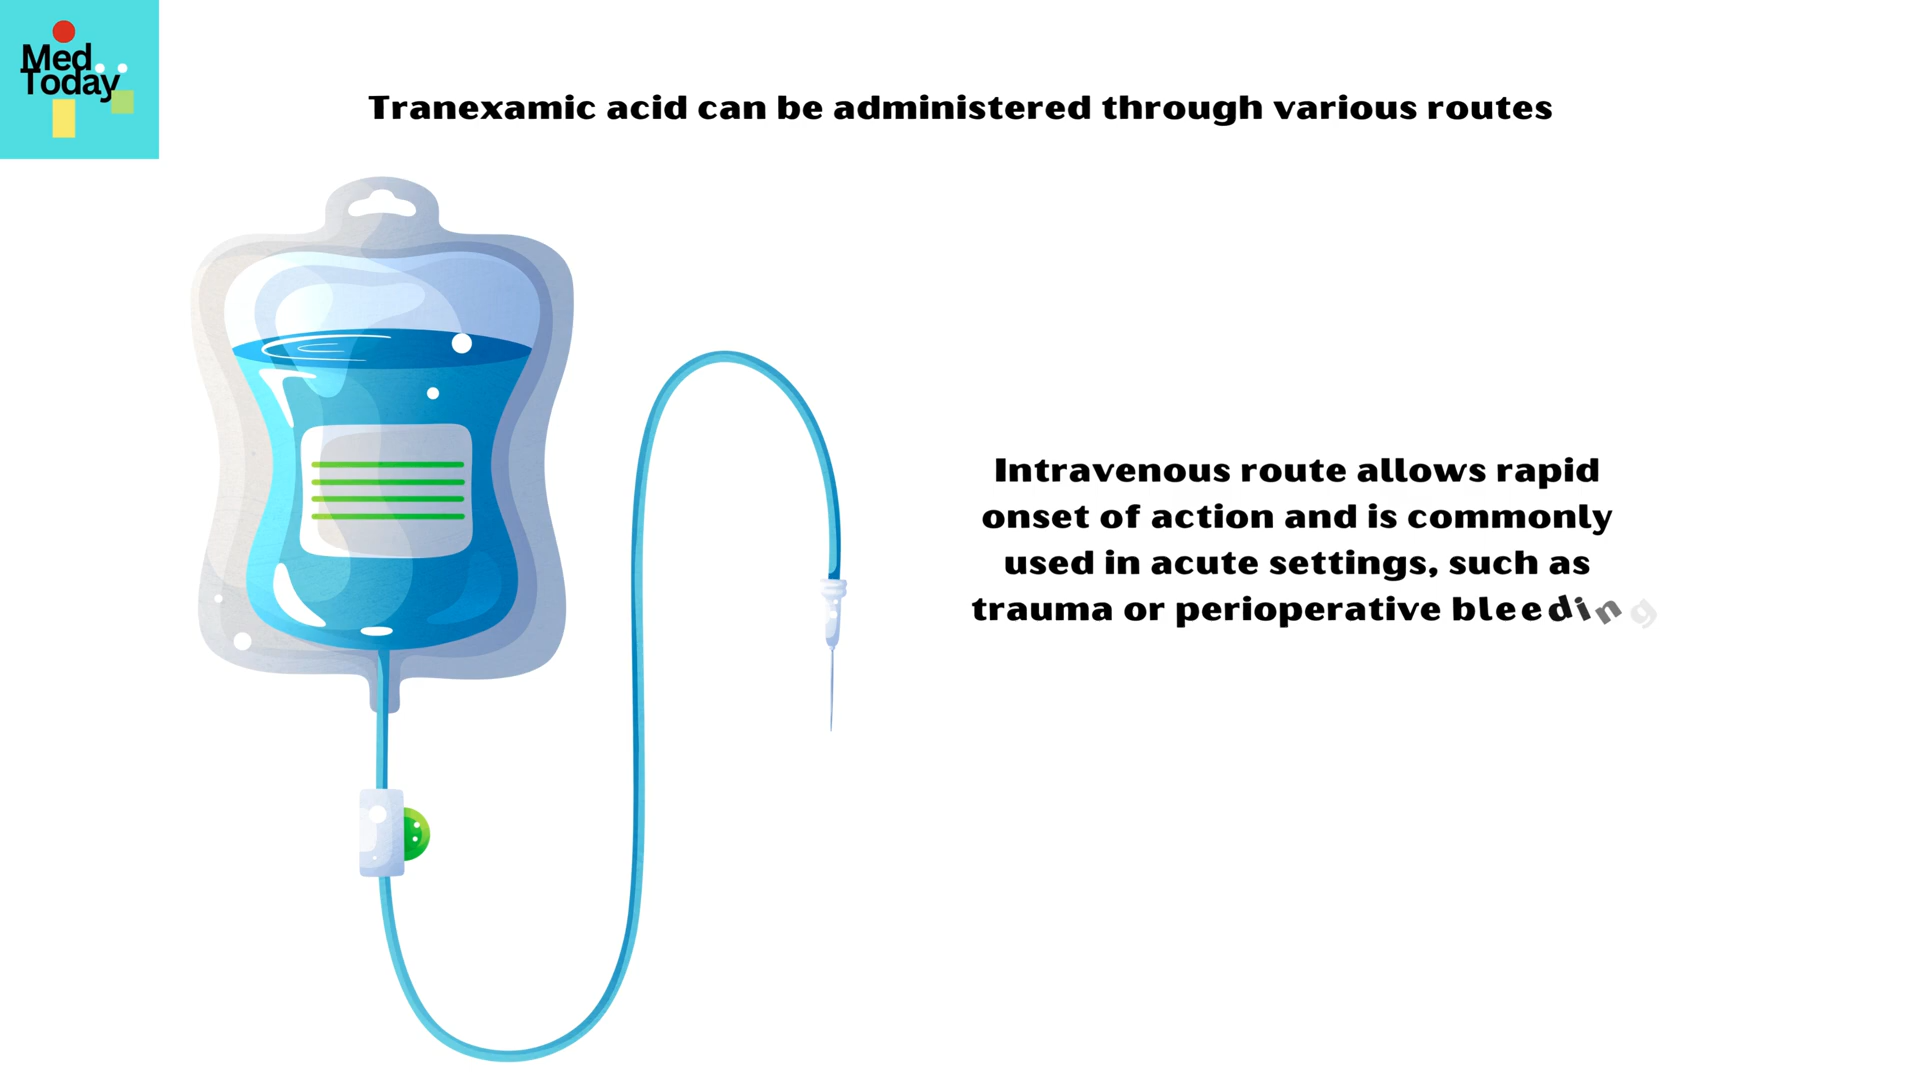 Med
Today
Tranexamic acid can be administered through various routes
Intravenous route allows rapid
onset of action and is commonly
used in acute settings, such as
trauma or perioperative bleeding